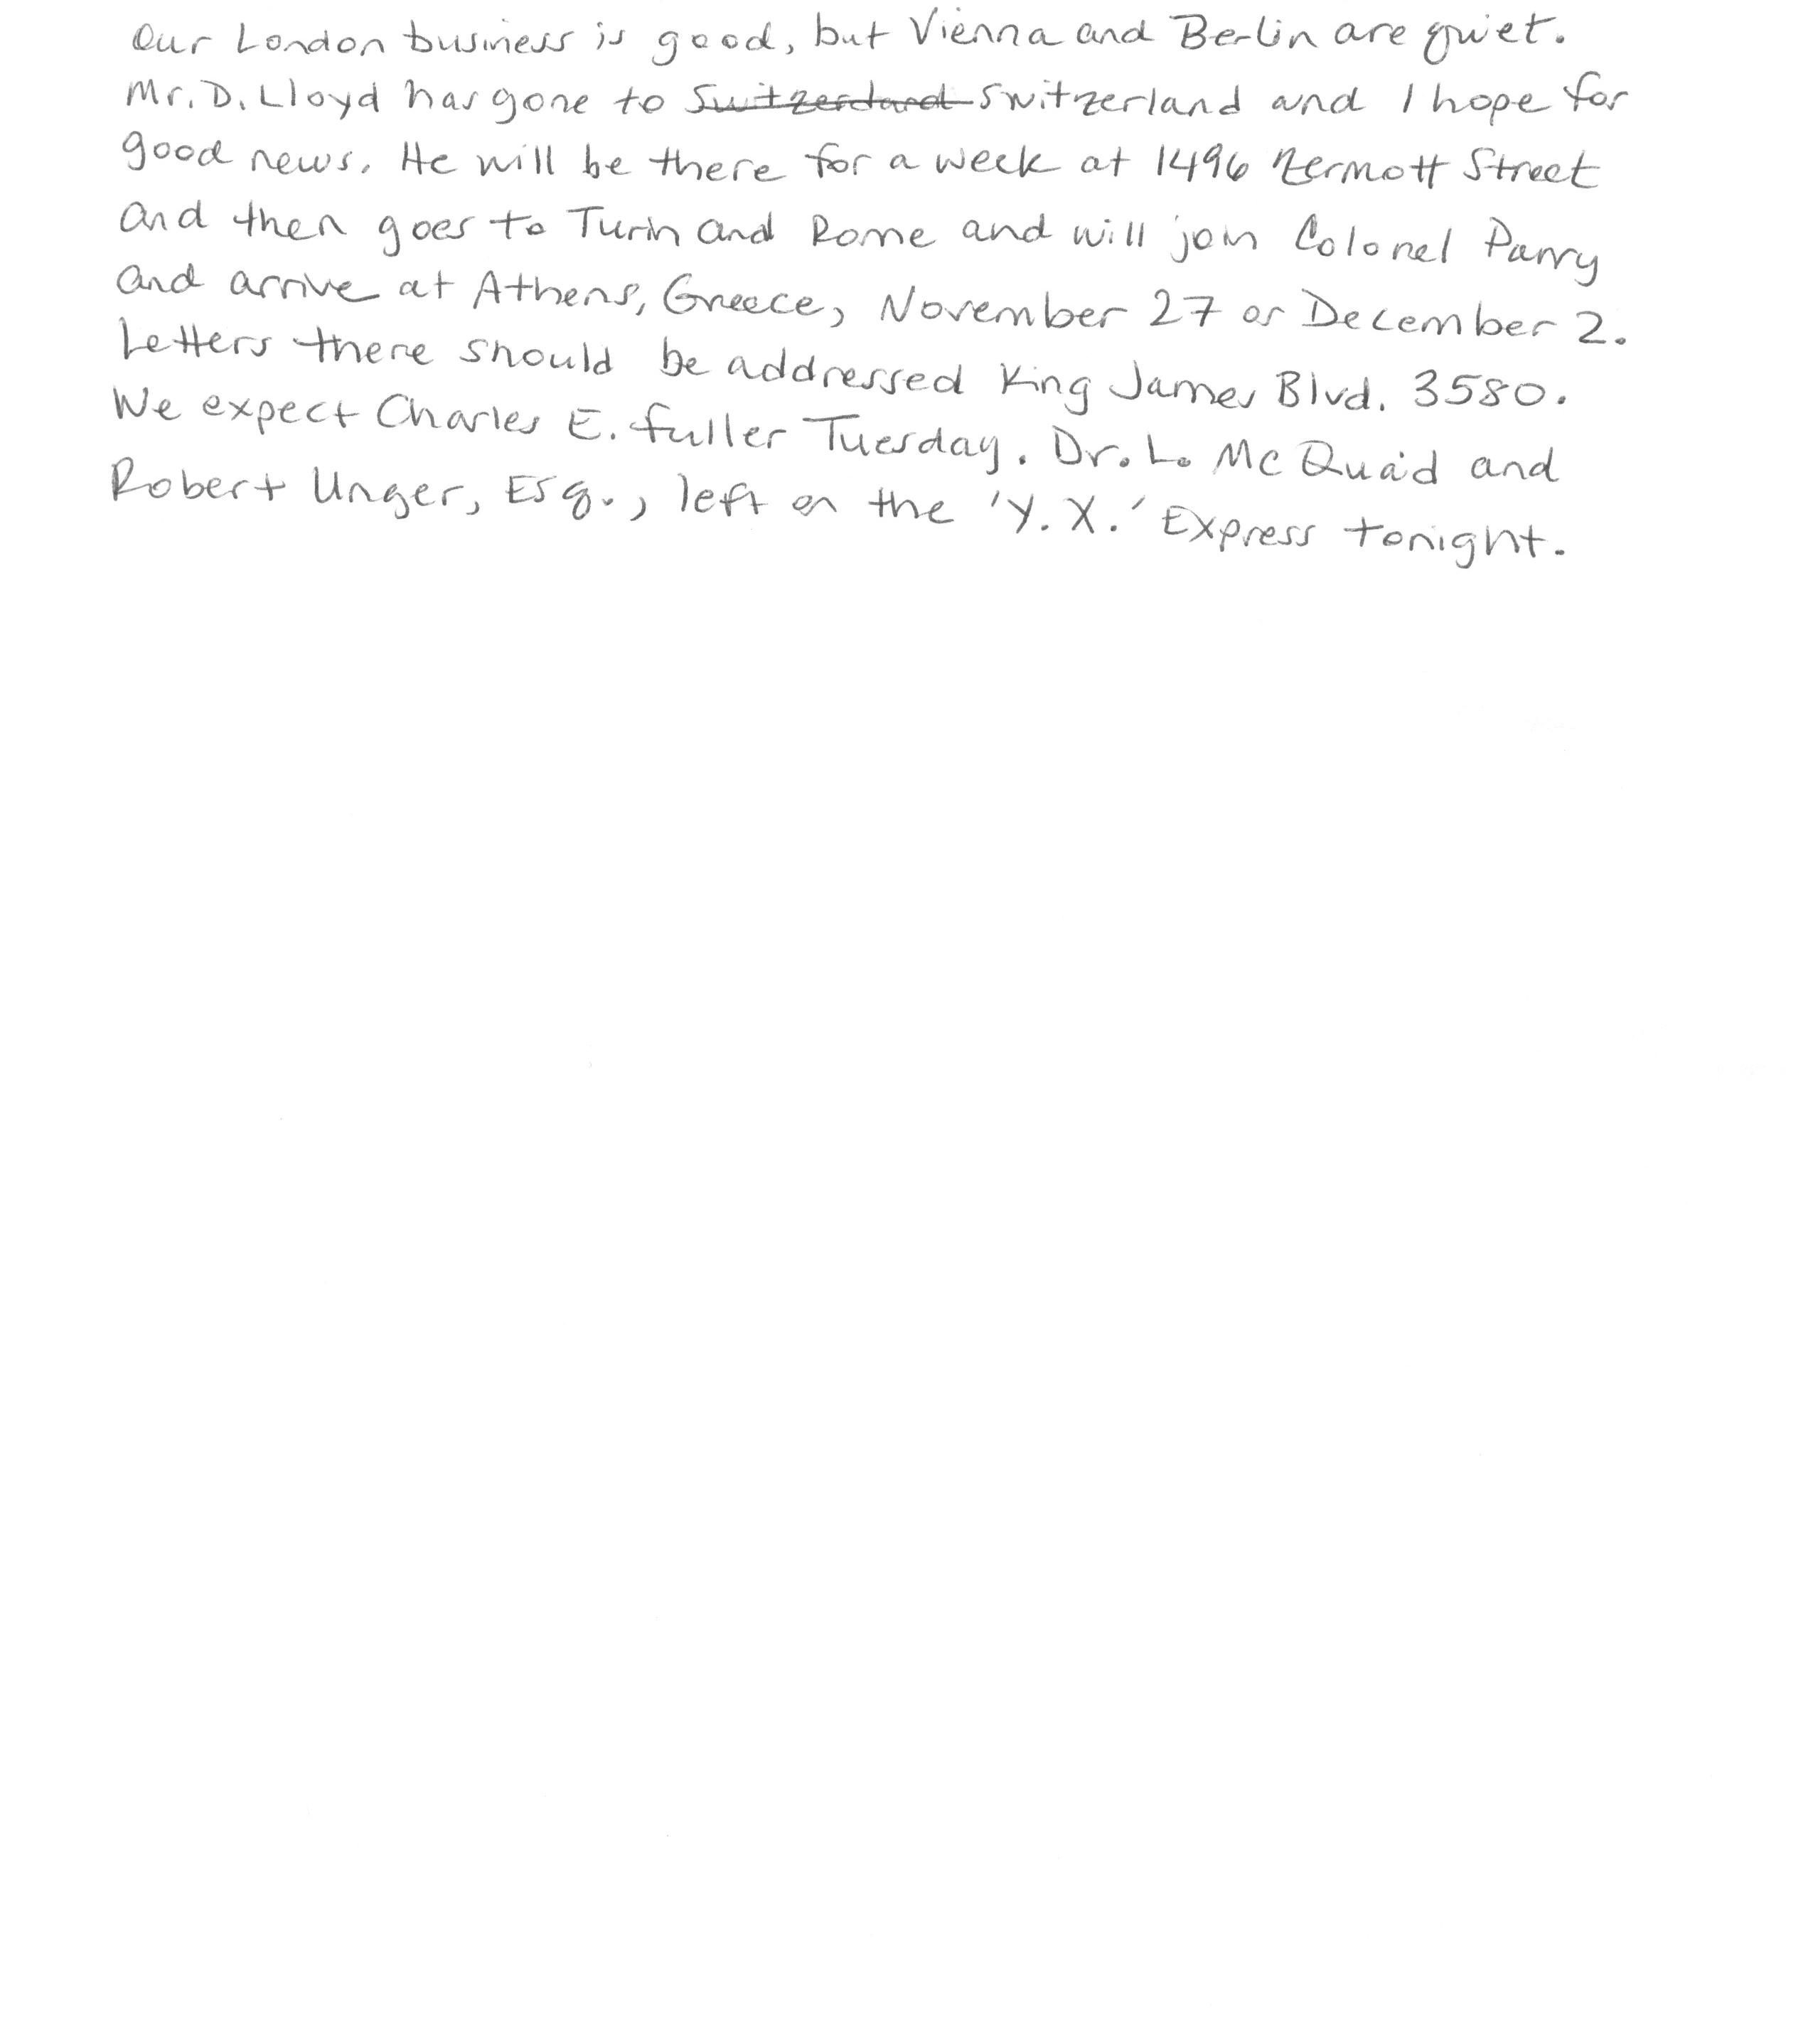 Our London business is good, but Vienna and Berlin are quiet.
Mr. D. Lloyd has gone to Switzerland Switzerland and I hope for
good news. He will be there for a week at 1496 Zermott Street
and then goes to Turin and Rome and will join Colonel Parry
and arrive at Athens, Greece, November 27 or December 2.
Letters there should be addressed King James Blvd. 3580.
We expect Charles E. Fuller Tuesday. Dr. L. McQuaid and
Robert Unger, Esq., left on the 'Y. X.' Express tonight.